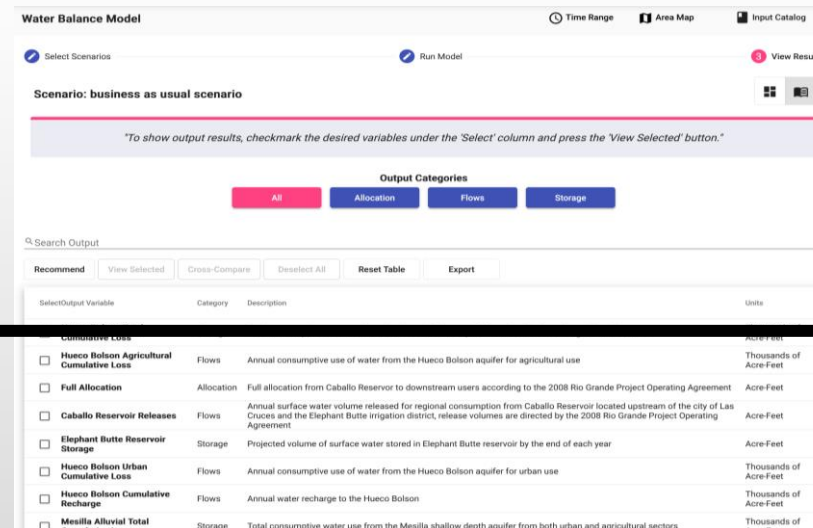 Water Balance Model
Time Range
Area Map
Input Catalog
Select Scenarios
Run Model
3
View Resu
Scenario: business as usual scenario
"To show output results, checkmark the desired variables under the 'Select' column and press the 'View Selected' button."
Output Categories
All
Allocation
Flows
Storage
Search Output
Recommend
View Selected
Cross-Compare
Deselect All
Reset Table
Export
Select Output Variable
Category
Description
Units
Cumulative Loss
Acre-Feet
Hueco Bolson Agricultural
Cumulative Loss
Flows
Annual consumptive use of water from the Hueco Bolson aquifer for agricultural use
Thousands of
Acre-Feet
Full Allocation
Allocation
Full allocation from Caballo Reservor to downstream users according to the 2008 Rio Grande Project Operating Agreement
Acre-Feet
Caballo Reservoir Releases
Flows
Annual surface water volume released for regional consumption from Caballo Reservoir located upstream of the city of Las
Cruces and the Elephant Butte irrigation district, release volumes are directed by the 2008 Rio Grande Project Operating
Agreement
Acre-Feet
Elephant Butte Reservoir
Storage
Storage
Projected volume of surface water stored in Elephant Butte reservoir by the end of each year
Acre-Feet
Hueco Bolson Urban
Cumulative Loss
Flows
Annual consumptive use of water from the Hueco Bolson aquifer for urban use
Thousands of
Acre-Feet
Hueco Bolson Cumulative
Recharge
Flows
Annual water recharge to the Hueco Bolson
Thousands of
Acre-Feet
Mesilla Alluvial Total
Storage
Total consumptive water use from the Mesilla shallow depth aquifer from both urban and agricultural sectors
Thousands of